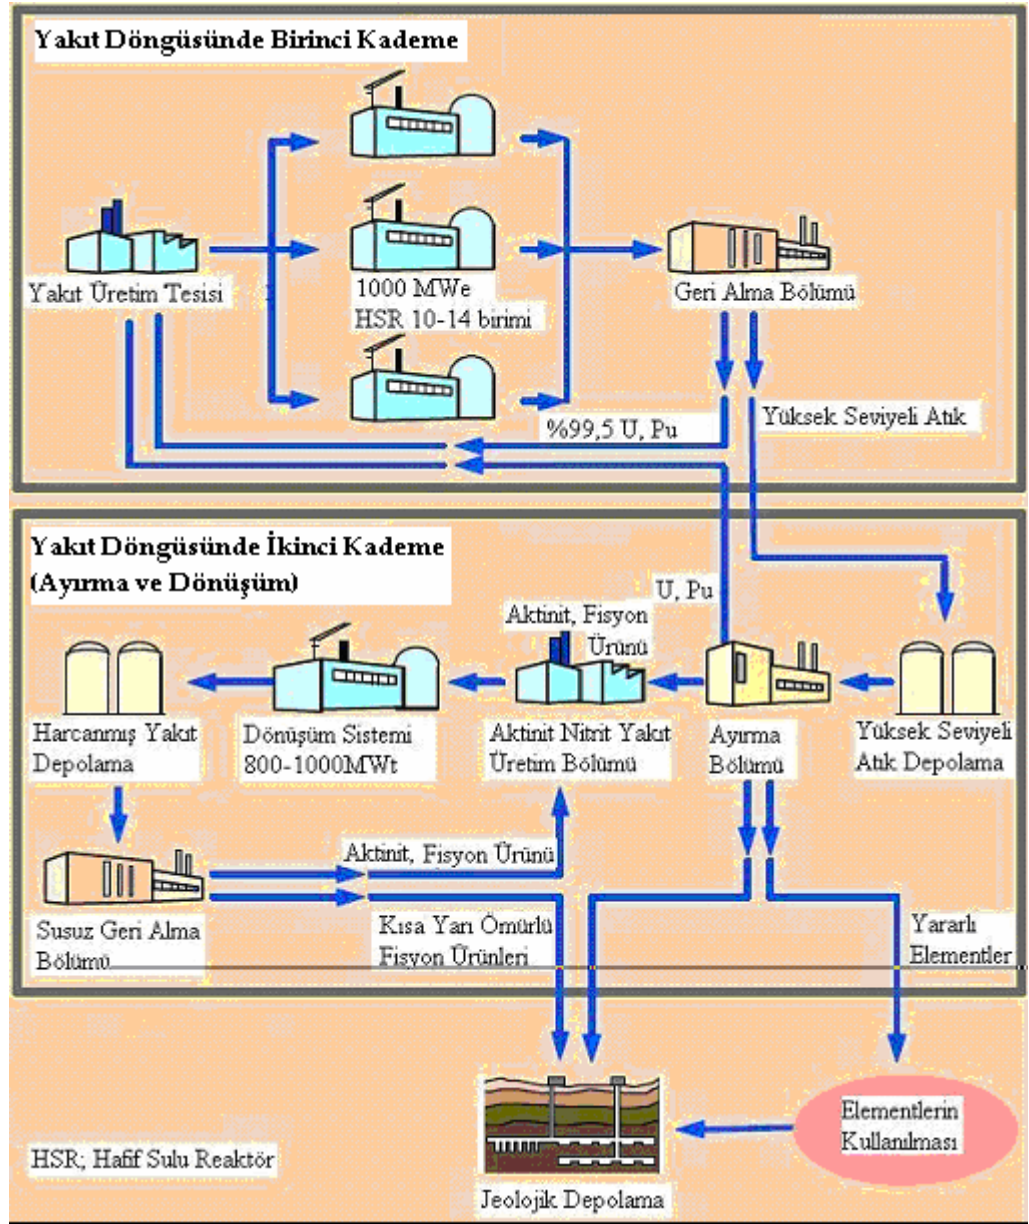 Yakıt Döngüsünde Birinci Kademe
Yakıt Üretim Tesisi
1000 MWe
HSR 10-14 birimi
Geri Alma Bölümü
%99,5 U, Pu
Yüksek Seviyeli Atık
Yakıt Döngüsünde İkinci Kademe
(Ayırma ve Dönüşüm)
U, Pu
Aktinit, Fisyon
Ürünü
Harcanmış Yakıt
Depolama
Dönüşüm Sistemi
800-1000MWt
Aktinit Nitrit Yakıt
Üretim Bölümü
Ayırma
Bölümü
Yüksek Seviyeli
Atık Depolama
Aktinit, Fisyon Ürünü
Susuz Geri Alma
Bölümü
Kısa Yarı Ömürlü
Fisyon Ürünleri
Yararlı
Elementler
Elementlerin
Kullanılması
HSR; Hafif Sulu Reaktör
Jeolojik Depolama